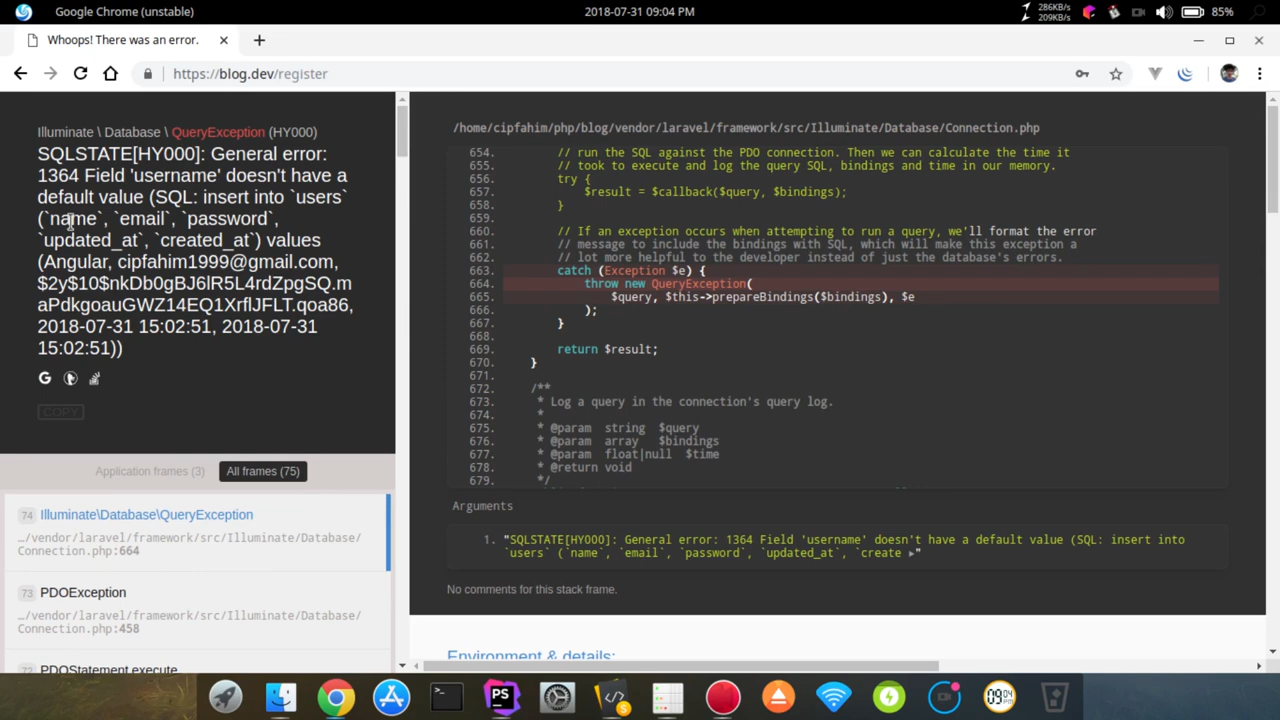 Google Chrome (unstable)
2018-07-31 09:04 PM
286KB/s
209KB/s
85%
Whoops! There was an error.
https://blog.dev/register
Illuminate \ Database \ QueryException (HY000)
SQLSTATE[HY000]: General error:
1364 Field 'username' doesn't have a
default value (SQL: insert into `users`
(`name`, `email`, `password`,
`updated_at`, `created_at`) values
(Angular, cipfahim1999@gmail.com,
$2y$10$nkDb0gBJ6lR5L4rdZpgSQ.m
aPdkgoauGWZ14EQ1XrflJFLT.qoa86,
2018-07-31 15:02:51, 2018-07-31
15:02:51))
COPY
Application frames (3)
All frames (75)
74 Illuminate\Database\QueryException
…/vendor/laravel/framework/src/Illuminate/Database/
Connection.php:664
73 PDOException
…/vendor/laravel/framework/src/Illuminate/Database/
Connection.php:458
72 PDOStatement execute
/home/cipfahim/php/blog/vendor/laravel/framework/src/Illuminate/Database/Connection.php
654. // run the SQL against the PDO connection. Then we can calculate the time it
655. // took to execute and log the query SQL, bindings and time in our memory.
656. try {
657. $result = $callback($query, $bindings);
658. }
659.
660. // If an exception occurs when attempting to run a query, we'll format the error
661. // message to include the bindings with SQL, which will make this exception a
662. // lot more helpful to the developer instead of just the database's errors.
663. catch (Exception $e) {
664. throw new QueryException(
665. $query, $this->prepareBindings($bindings), $e
666. );
667. }
668.
669. return $result;
670. }
671.
672. /**
673. * Log a query in the connection's query log.
674. *
675. * @param string $query
676. * @param array $bindings
677. * @param float|null $time
678. * @return void
679. */
Arguments
1. "SQLSTATE[HY000]: General error: 1364 Field 'username' doesn't have a default value (SQL: insert into
`users` (`name`, `email`, `password`, `updated_at`, `create ▸"
No comments for this stack frame.
Environment & details:
PS
S
09:04
PM